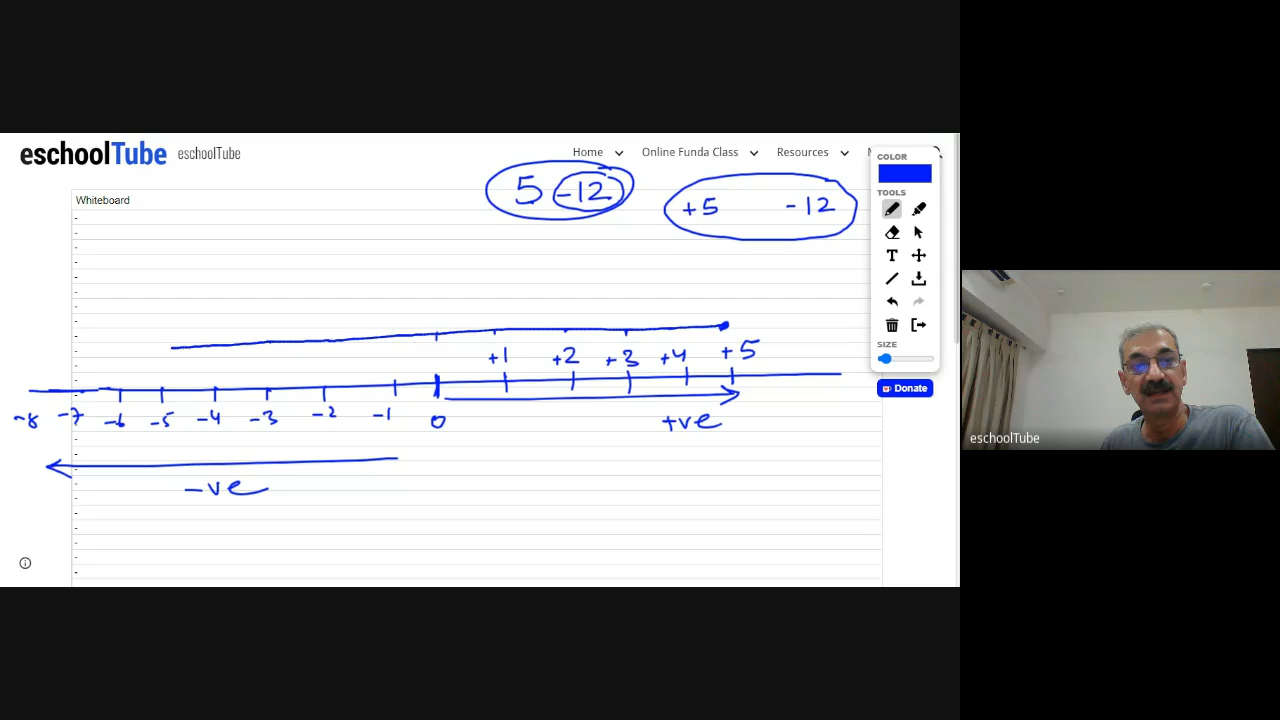 eschoolTube eschoolTube Home Online Funda Class Resources
COLOR
5 -12
+5 -12
TOOLS
Whiteboard
T
SIZE
+1 +2 +3 +4 +5
Donate
-8 -7 -6 -5 -4 -3 -2 -1 0 +ve
eschoolTube
-ve